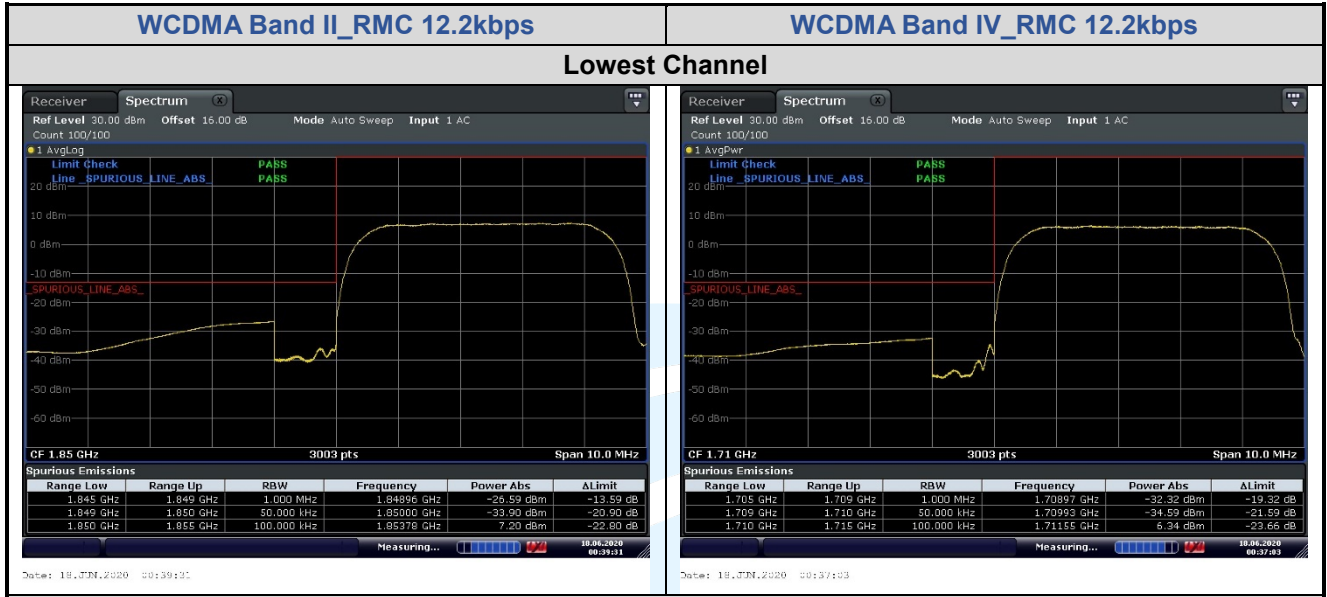 WCDMA Band II_RMC 12.2kbps
WCDMA Band IV_RMC 12.2kbps
Lowest Channel
Receiver Spectrum
Ref Level 30.00 dBm Offset 16.00 dB Mode Auto Sweep Input 1 AC
Count 100/100
1 AvgLog
Limit Check PASS
Line _SPURIOUS_LINE_ABS_ PASS
20 dBm
10 dBm
0 dBm
-10 dBm
_SPURIOUS_LINE_ABS_
-20 dBm
-30 dBm
-40 dBm
-50 dBm
-60 dBm
CF 1.85 GHz 3003 pts Span 10.0 MHz
Spurious Emissions
Range Low Range Up RBW Frequency Power Abs ΔLimit
1.845 GHz 1.849 GHz 1.000 MHz 1.84896 GHz -26.59 dBm -13.59 dB
1.849 GHz 1.850 GHz 50.000 kHz 1.85000 GHz -33.90 dBm -20.90 dB
1.850 GHz 1.855 GHz 100.000 kHz 1.85378 GHz 7.20 dBm -22.80 dB
Measuring... 18.06.2020
00:39:31
Date: 18.JUN.2020 00:39:31
Receiver Spectrum
Ref Level 30.00 dBm Offset 16.00 dB Mode Auto Sweep Input 1 AC
Count 100/100
1 AvgPwr
Limit Check PASS
Line _SPURIOUS_LINE_ABS_ PASS
20 dBm
10 dBm
0 dBm
-10 dBm
_SPURIOUS_LINE_ABS_
-20 dBm
-30 dBm
-40 dBm
-50 dBm
-60 dBm
CF 1.71 GHz 3003 pts Span 10.0 MHz
Spurious Emissions
Range Low Range Up RBW Frequency Power Abs ΔLimit
1.705 GHz 1.709 GHz 1.000 MHz 1.70897 GHz -32.32 dBm -19.32 dB
1.709 GHz 1.710 GHz 50.000 kHz 1.70993 GHz -34.59 dBm -21.59 dB
1.710 GHz 1.715 GHz 100.000 kHz 1.71155 GHz 6.34 dBm -23.66 dB
Measuring... 18.06.2020
00:37:03
Date: 18.JUN.2020 00:37:03